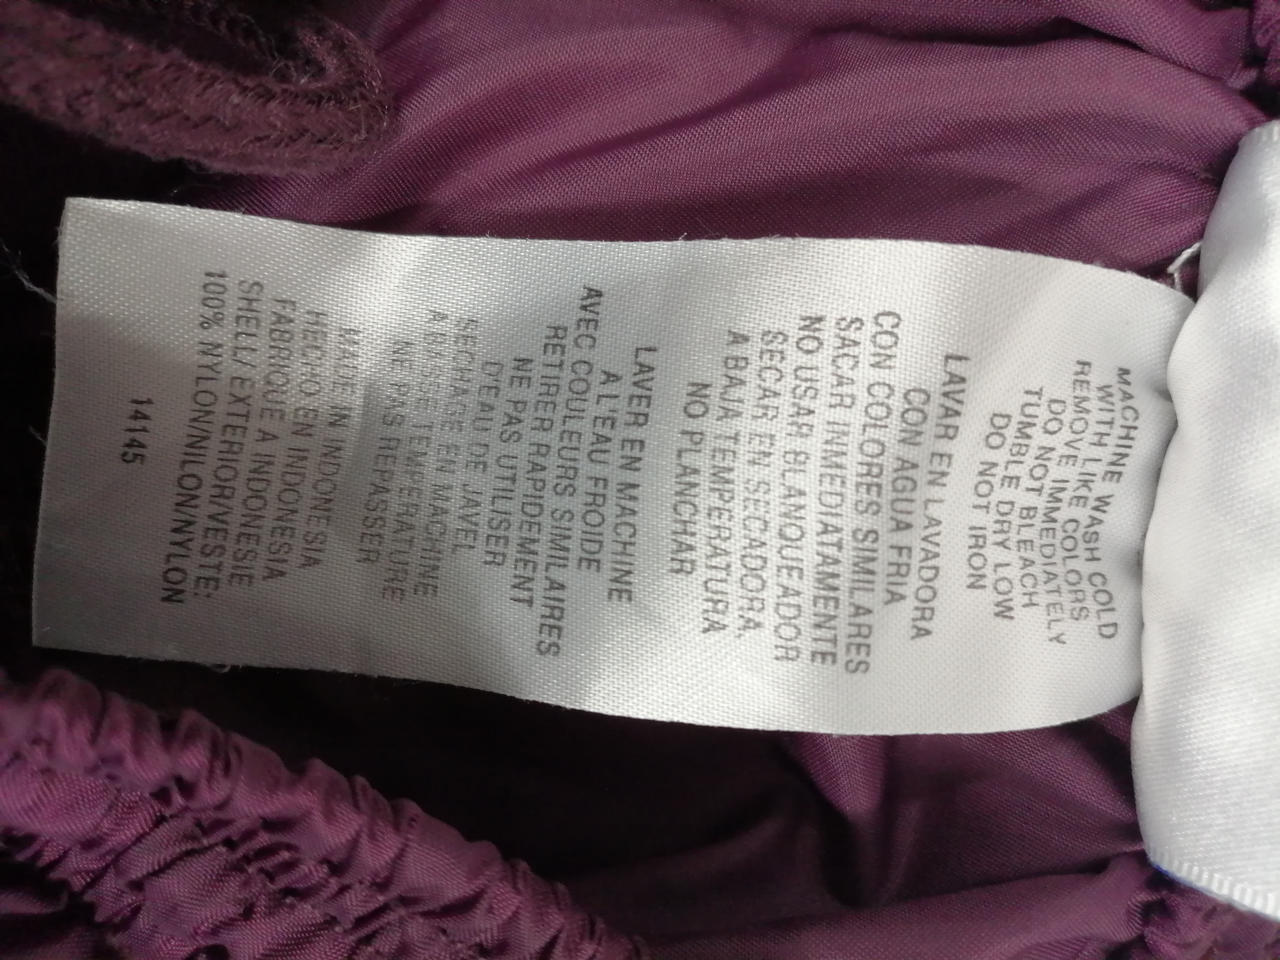 MACHINE WASH COLD
WITH LIKE COLORS
REMOVE IMMEDIATELY
DO NOT BLEACH
TUMBLE DRY LOW
DO NOT IRON
LAVAR EN LAVADORA
CON AGUA FRIA
CON COLORES SIMILARES
SACAR INMEDIATAMENTE
NO USAR BLANQUEADOR
SECAR EN SECADORA,
A BAJA TEMPERATURA
NO PLANCHAR
LAVER EN MACHINE
A L'EAU FROIDE
AVEC COULEURS SIMILAIRES
RETIRER RAPIDEMENT
NE PAS UTILISER
D'EAU DE JAVEL
SECHAGE EN MACHINE
A BASSE TEMPERATURE
NE PAS REPASSER
MADE IN INDONESIA
HECHO EN INDONESIA
FABRIQUE A INDONESIE
SHELL/ EXTERIOR/VESTE:
100% NYLON/NILON/NYLON
14145